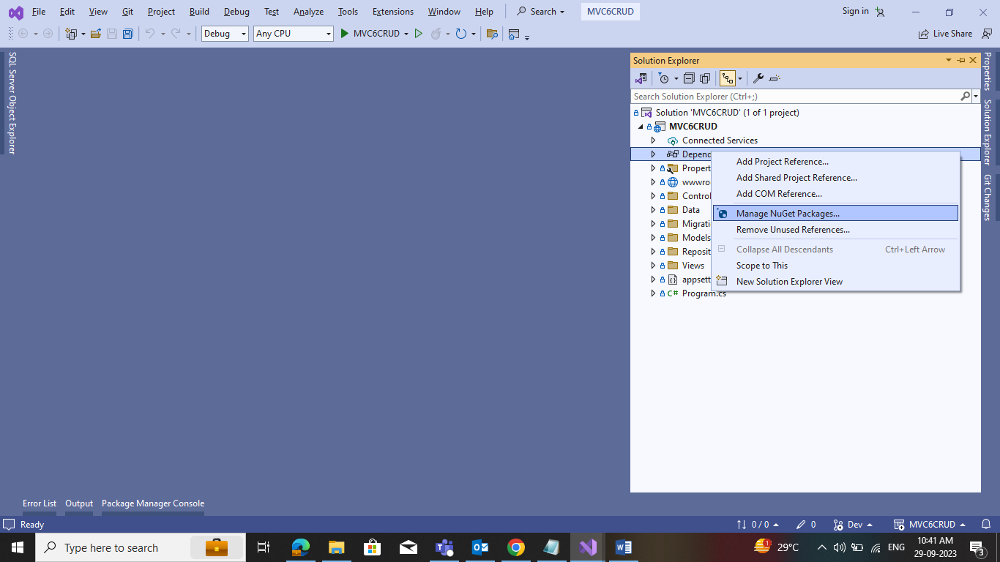 File Edit View Git Project Build Debug Test Analyze Tools Extensions Window Help Search MVC6CRUD Sign in
Debug Any CPU MVC6CRUD Live Share
SQL Server Object Explorer
Solution Explorer
Search Solution Explorer (Ctrl+;)
Solution 'MVC6CRUD' (1 of 1 project)
MVC6CRUD
Connected Services
Depend
Propert
wwwro
Control
Data
Migrati
Models
Reposit
Views
appsett
Program.cs
Add Project Reference...
Add Shared Project Reference...
Add COM Reference...
Manage NuGet Packages...
Remove Unused References...
Collapse All Descendants Ctrl+Left Arrow
Scope to This
New Solution Explorer View
Properties
Solution Explorer
Git Changes
Error List Output Package Manager Console
Ready 0 / 0 0 Dev MVC6CRUD
Type here to search 29°C ENG 10:41 AM
29-09-2023 3